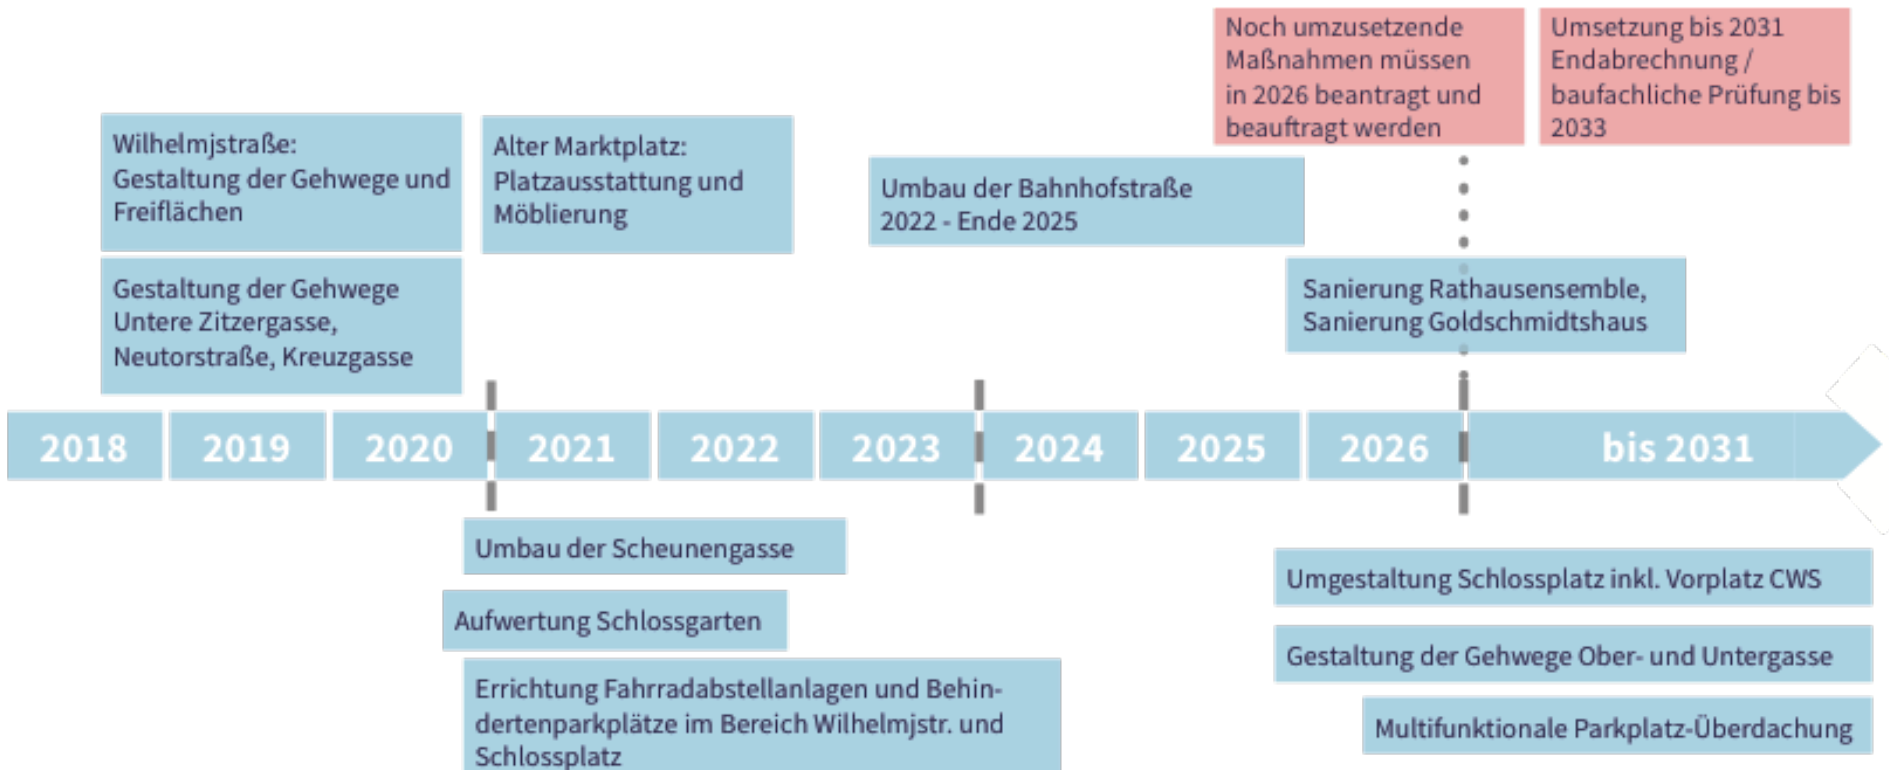 Noch umzusetzende
Maßnahmen müssen
in 2026 beantragt und
beauftragt werden
Umsetzung bis 2031
Endabrechnung /
baufachliche Prüfung bis
2033
Wilhelmjstraße:
Gestaltung der Gehwege und
Freiflächen
Alter Marktplatz:
Platzausstattung und
Möblierung
Umbau der Bahnhofstraße
2022 - Ende 2025
Gestaltung der Gehwege
Untere Zitzergasse,
Neutorstraße, Kreuzgasse
Sanierung Rathausensemble,
Sanierung Goldschmidtshaus
2018 2019 2020 2021 2022 2023 2024 2025 2026 bis 2031
Umbau der Scheunengasse
Aufwertung Schlossgarten
Errichtung Fahrradabstellanlagen und Behin-
dertenparkplätze im Bereich Wilhelmjstr. und
Schlossplatz
Umgestaltung Schlossplatz inkl. Vorplatz CWS
Gestaltung der Gehwege Ober- und Untergasse
Multifunktionale Parkplatz-Überdachung